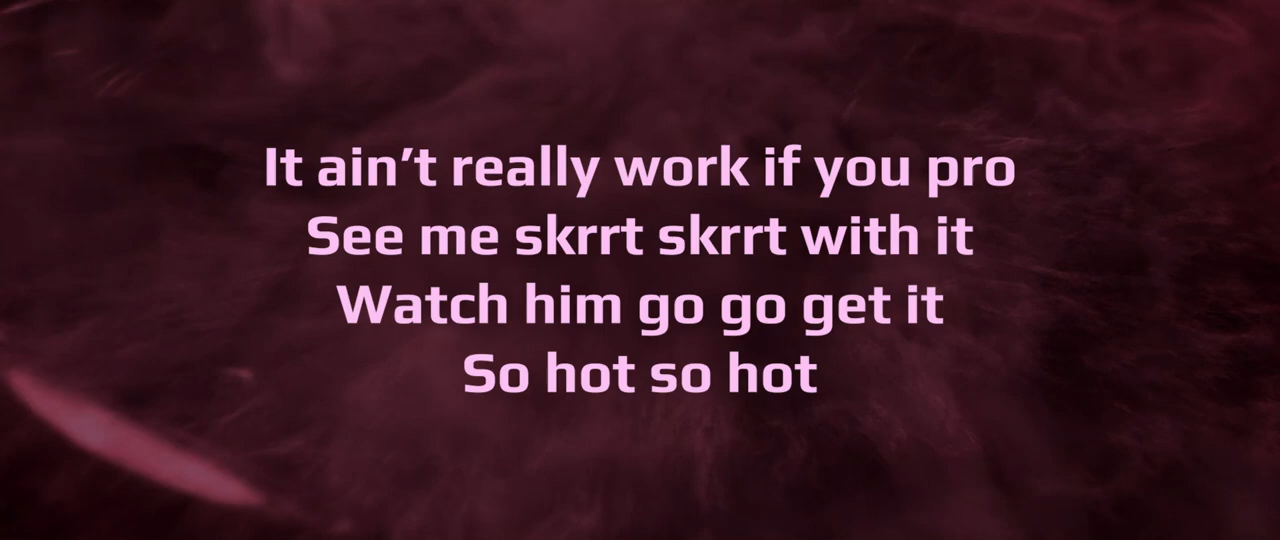 It ain’t really work if you pro
See me skrrt skrrt with it
Watch him go go get it
So hot so hot